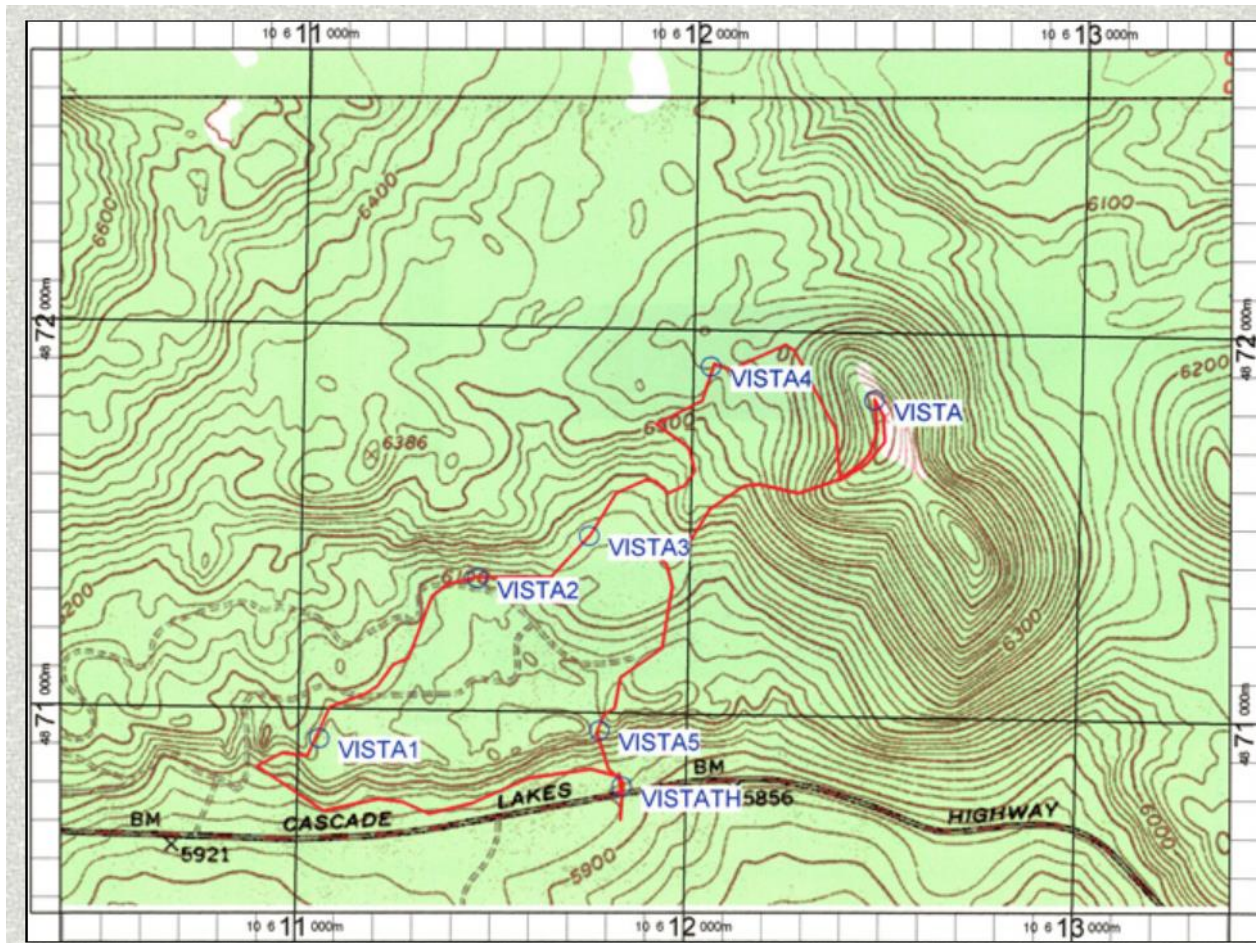 10 6 11 000m 10 6 12 000m 10 6 13 000m
6400
6600
6100
48 72 000m
48 72 000m
6200
VISTA4
VISTA
6386
VISTA3
6100
VISTA2
6300
48 71 000m
48 71 000m
VISTA5
VISTA1
BM
VISTATH 5856
LAKES
CASCADE
HIGHWAY
BM
5921
5900
6000
10 6 11 000m 10 6 12 000m 10 6 13 000m